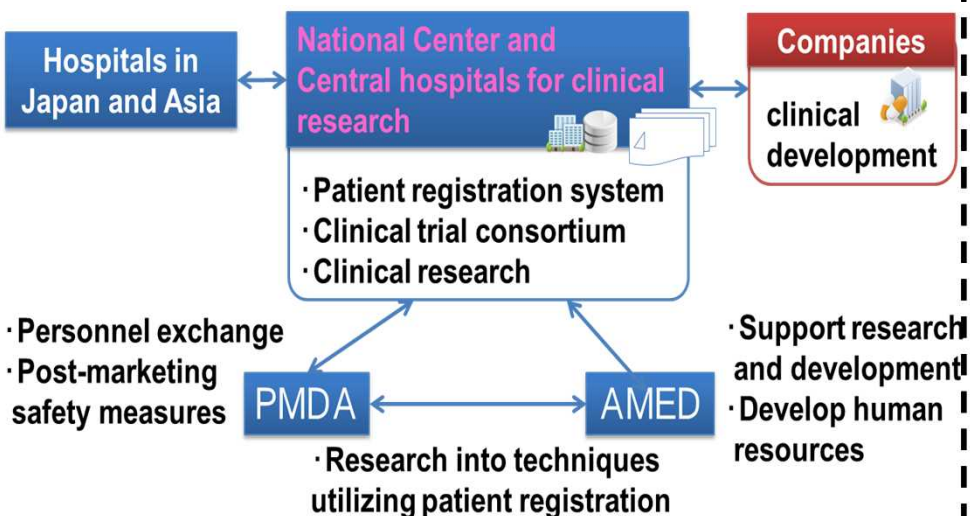 Hospitals in
Japan and Asia
National Center and
Central hospitals for clinical
research
Companies
clinical
development
·Patient registration system
·Clinical trial consortium
·Clinical research
·Personnel exchange
·Post-marketing
safety measures
PMDA
AMED
·Support research
and development
·Develop human
resources
·Research into techniques
utilizing patient registration